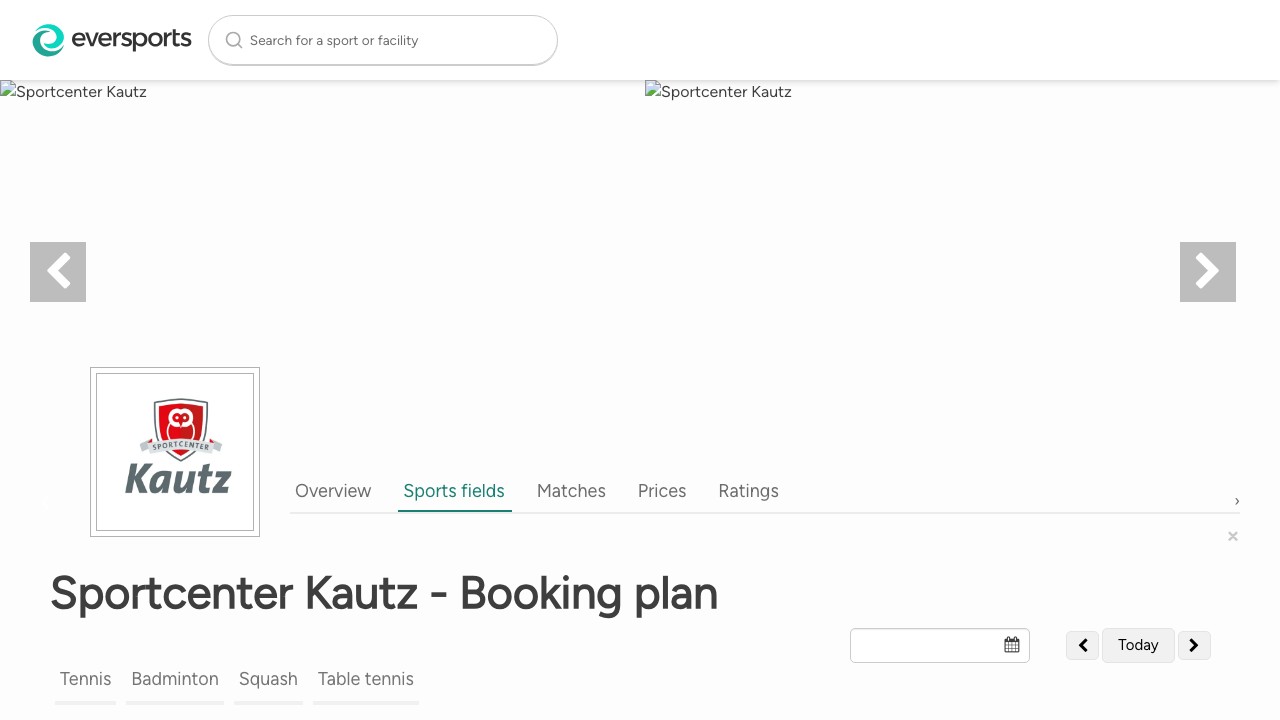 eversports
Search for a sport or facility
Sportcenter Kautz
Sportcenter Kautz
SPORTCENTER
Kautz
Overview
Sports fields
Matches
Prices
Ratings
›
×
Sportcenter Kautz - Booking plan
Today
Tennis
Badminton
Squash
Table tennis